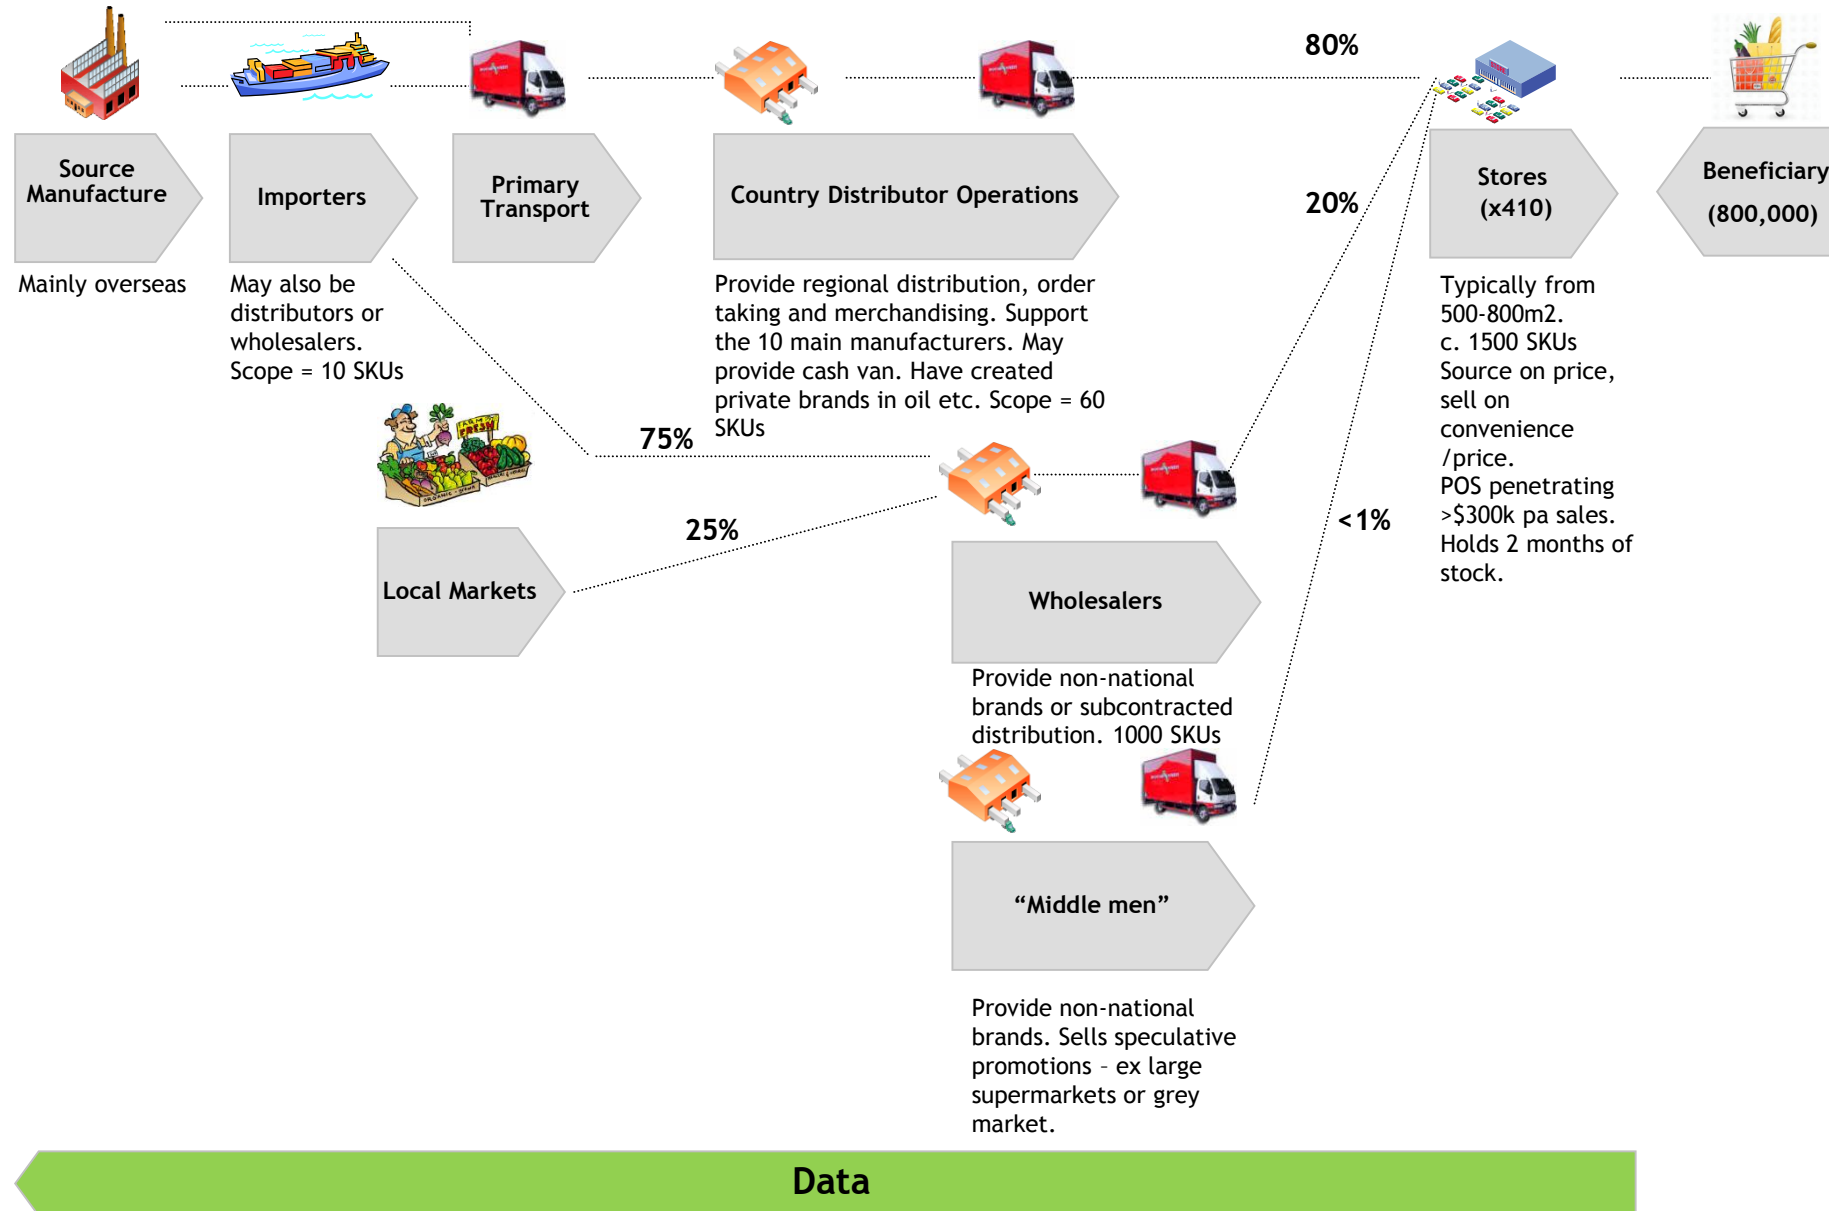 80%
Source
Manufacture
Importers
Primary
Transport
Country Distributor Operations
20%
Stores
(x410)
Beneficiary
(800,000)
Mainly overseas
May also be
distributors or
wholesalers.
Scope = 10 SKUs
Provide regional distribution, order
taking and merchandising. Support
the 10 main manufacturers. May
provide cash van. Have created
private brands in oil etc. Scope = 60
SKUs
Typically from
500-800m2.
c. 1500 SKUs
Source on price,
sell on
convenience
/price.
POS penetrating
>$300k pa sales.
Holds 2 months of
stock.
FRESH
75%
25%
<1%
Local Markets
Wholesalers
Provide non-national
brands or subcontracted
distribution. 1000 SKUs
“Middle men”
Provide non-national
brands. Sells speculative
promotions – ex large
supermarkets or grey
market.
Data